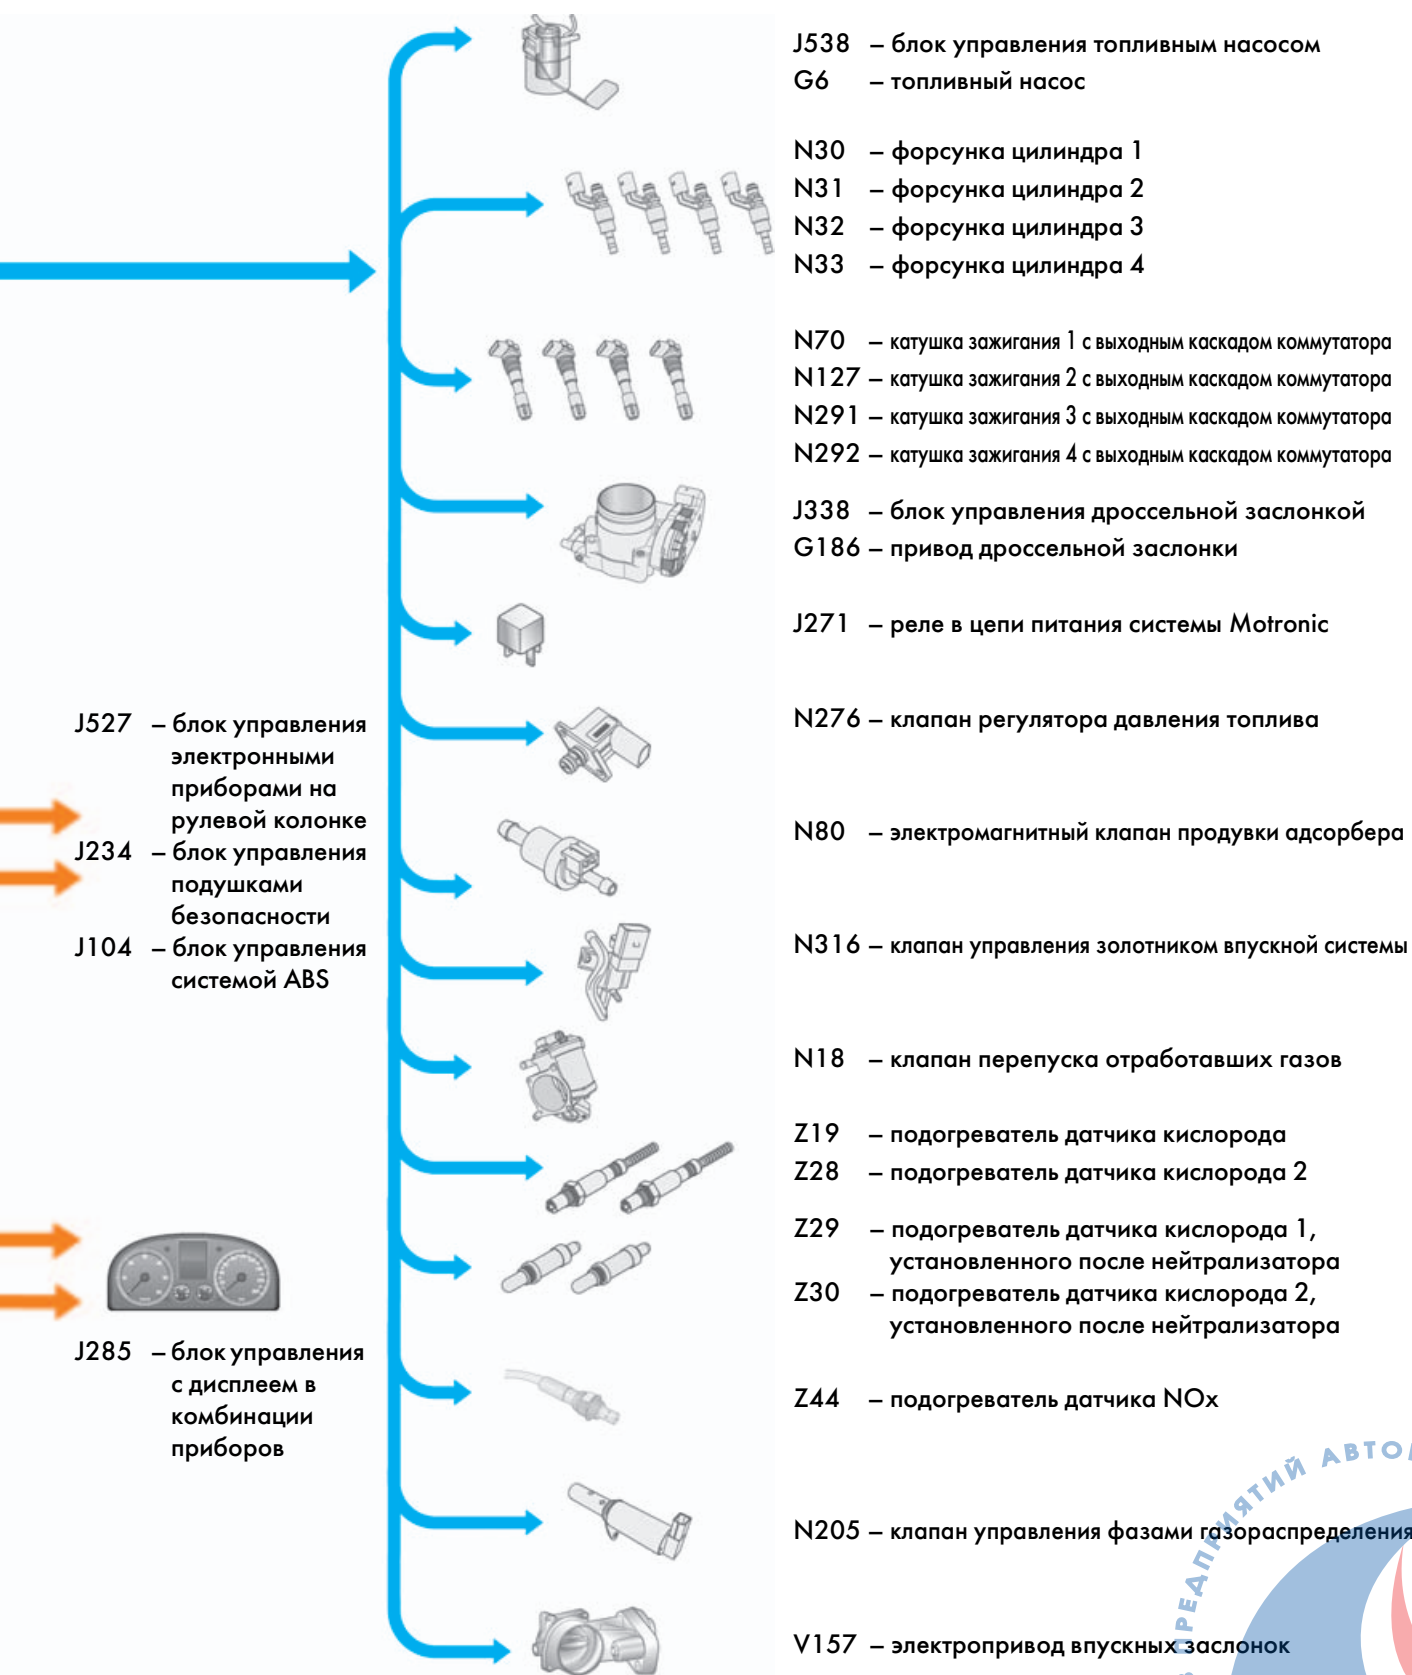 J538 – блок управления топливным насосом
G6 – топливный насос
N30 – форсунка цилиндра 1
N31 – форсунка цилиндра 2
N32 – форсунка цилиндра 3
N33 – форсунка цилиндра 4
N70 – катушка зажигания 1 с выходным каскадом коммутатора
N127 – катушка зажигания 2 с выходным каскадом коммутатора
N291 – катушка зажигания 3 с выходным каскадом коммутатора
N292 – катушка зажигания 4 с выходным каскадом коммутатора
J338 – блок управления дроссельной заслонкой
G186 – привод дроссельной заслонки
J271 – реле в цепи питания системы Motronic
N276 – клапан регулятора давления топлива
N80 – электромагнитный клапан продувки адсорбера
N316 – клапан управления золотником впускной системы
N18 – клапан перепуска отработавших газов
Z19 – подогреватель датчика кислорода
Z28 – подогреватель датчика кислорода 2
Z29 – подогреватель датчика кислорода 1,
установленного после нейтрализатора
Z30 – подогреватель датчика кислорода 2,
установленного после нейтрализатора
Z44 – подогреватель датчика NOx
N205 – клапан управления фазами газораспределения
V157 – электропривод впускных заслонок
J527 – блок управления
электронными
приборами на
рулевой колонке
J234 – блок управления
подушками
безопасности
J104 – блок управления
системой ABS
J285 – блок управления
с дисплеем в
комбинации
приборов